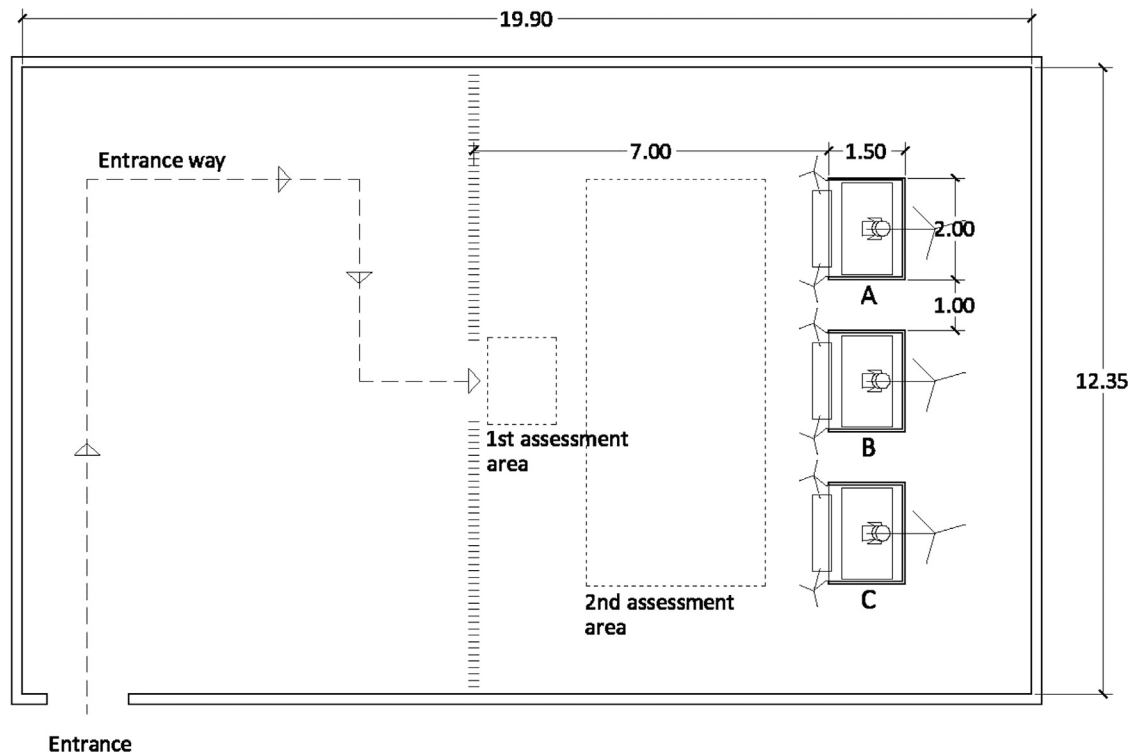 19.90
Entrance way
7.00
1.50
2.00
A
1.00
12.35
1st assessment
area
B
2nd assessment
area
C
Entrance